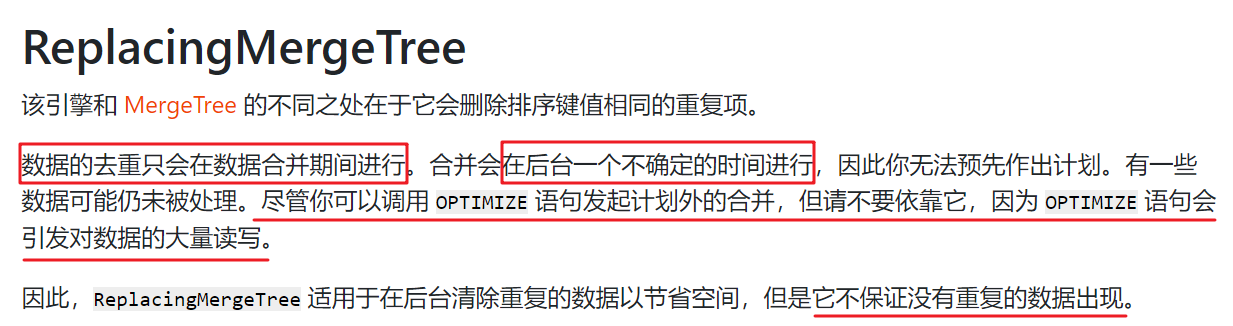 ReplacingMergeTree
该引擎和 MergeTree 的不同之处在于它会删除排序键值相同的重复项。
数据的去重只会在数据合并期间进行。合并会在后台一个不确定的时间进行，因此你无法预先作出计划。有一些
数据可能仍未被处理。尽管你可以调用 OPTIMIZE 语句发起计划外的合并，但请不要依靠它，因为 OPTIMIZE 语句会
引发对数据的大量读写。
因此，ReplacingMergeTree 适用于在后台清除重复的数据以节省空间，但是它不保证没有重复的数据出现。